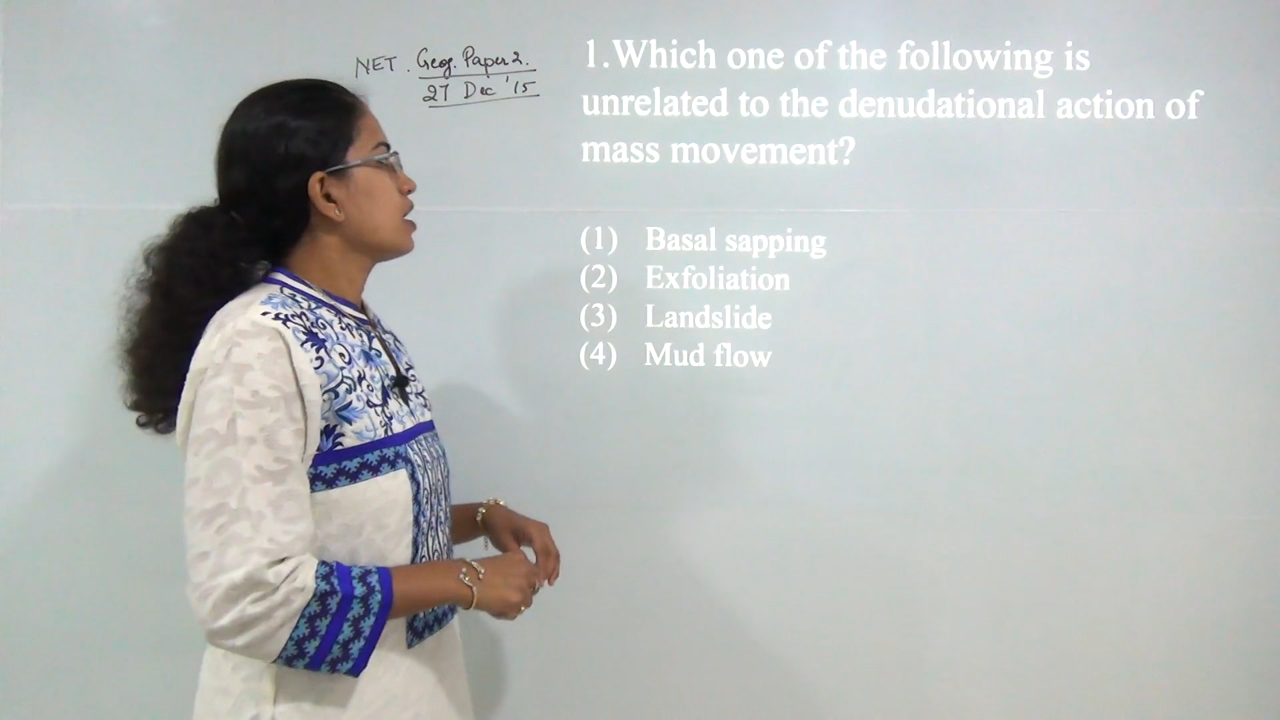 NET. Geog. Paper 2.
27 Dec '15
1.Which one of the following is
unrelated to the denudational action of
mass movement?
(1) Basal sapping
(2) Exfoliation
(3) Landslide
(4) Mud flow